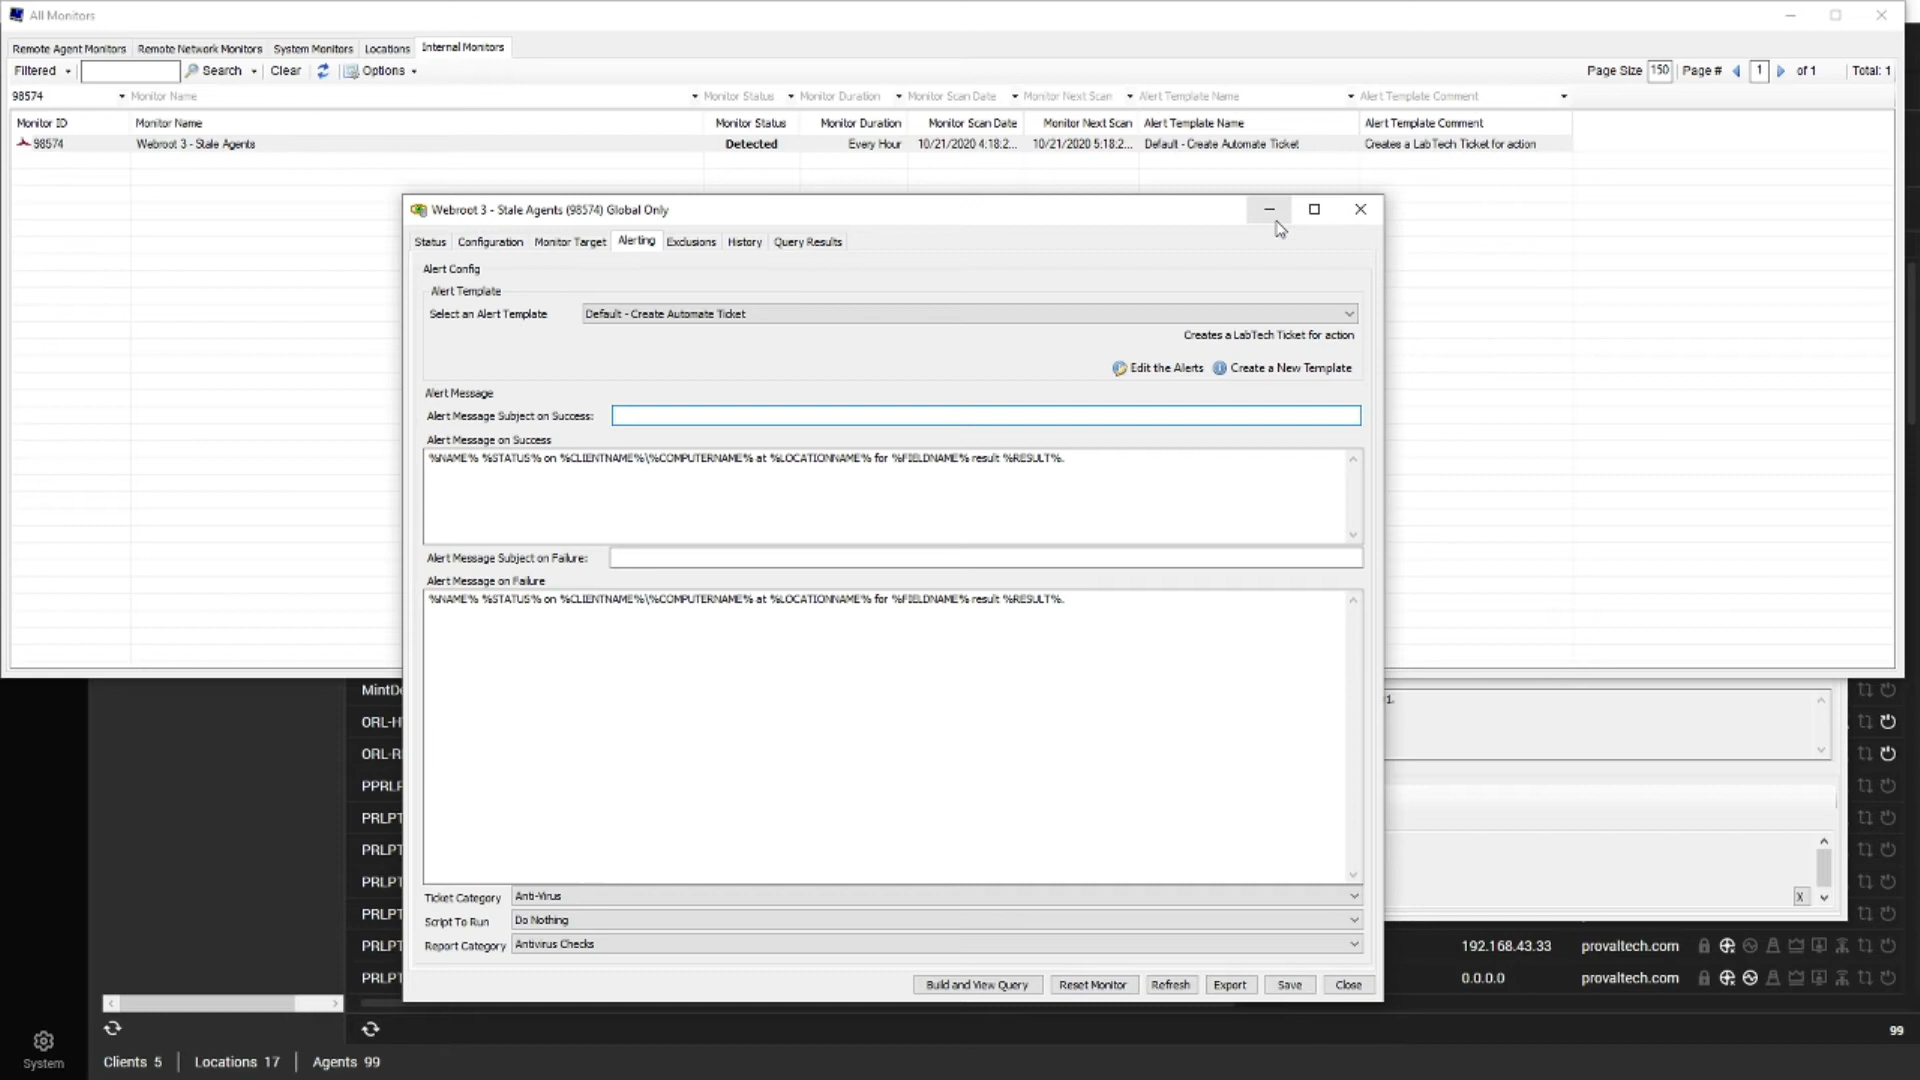 All Monitors
Remote Agent Monitors Remote Network Monitors System Monitors Locations Internal Monitors
Filtered Search Clear Options Page Size 150 Page # 1 of 1 Total: 1
98574 Monitor Name Monitor Status Monitor Duration Monitor Scan Date Monitor Next Scan Alert Template Name Alert Template Comment
Monitor ID Monitor Name Monitor Status Monitor Duration Monitor Scan Date Monitor Next Scan Alert Template Name Alert Template Comment
98574 Webroot 3 - Stale Agents Detected Every Hour 10/21/2020 4:18:2... 10/21/2020 5:18:2... Default - Create Automate Ticket Creates a LabTech Ticket for action
Webroot 3 - Stale Agents (98574) Global Only
Status Configuration Monitor Target Alerting Exclusions History Query Results
Alert Config
Alert Template
Select an Alert Template Default - Create Automate Ticket
Creates a LabTech Ticket for action
Edit the Alerts Create a New Template
Alert Message
Alert Message Subject on Success:
Alert Message on Success
%NAME% %STATUS% on %CLIENTNAME%\%COMPUTERNAME% at %LOCATIONNAME% for %FIELDNAME% result %RESULT%.
Alert Message Subject on Failure:
Alert Message on Failure
%NAME% %STATUS% on %CLIENTNAME%\%COMPUTERNAME% at %LOCATIONNAME% for %FIELDNAME% result %RESULT%.
MintDe
1.
ORL-H
ORL-R
PPRLP
PRLPT
PRLPT
PRLPT
X
PRLPT
PRLPT 192.168.43.33 provaltech.com
PRLPT 0.0.0.0 provaltech.com
Ticket Category Anti-Virus
Script To Run Do Nothing
Report Category Antivirus Checks
Build and View Query Reset Monitor Refresh Export Save Close
99
System
Clients 5 Locations 17 Agents 99